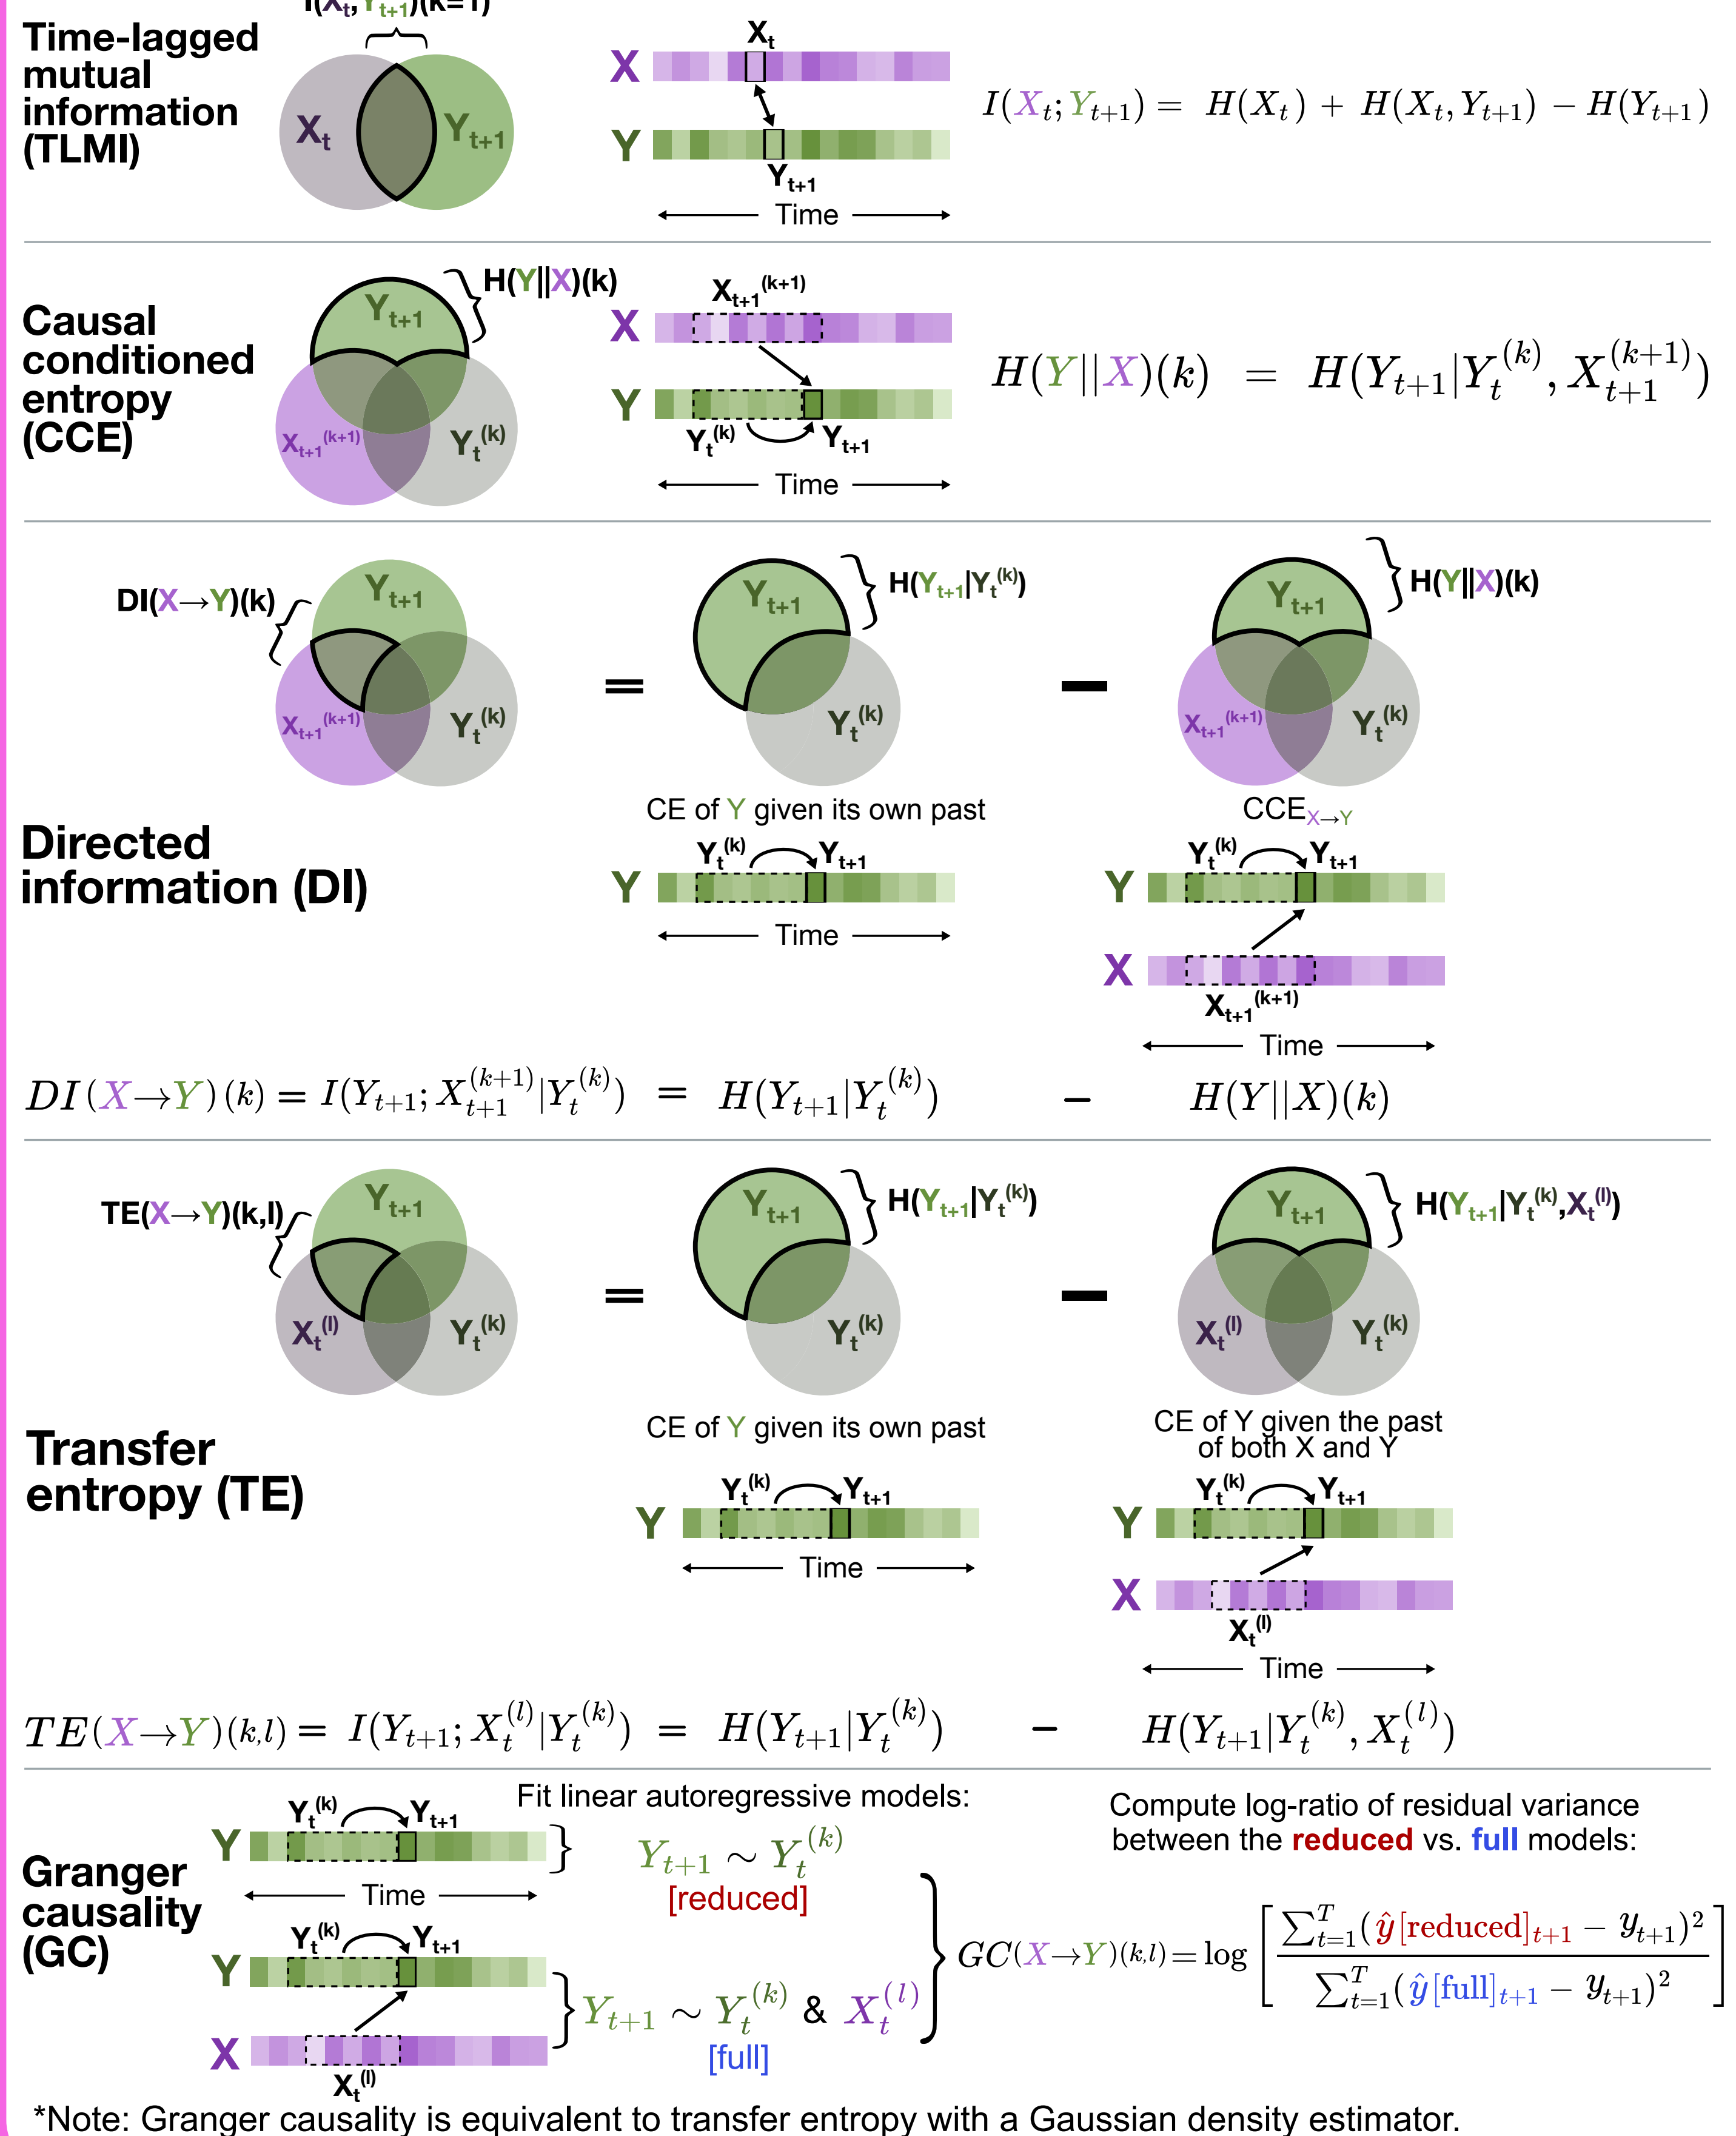 I(Xt,Yt+1)(k=1)
Time-lagged
mutual
information
(TLMI)
Xt
Yt+1
X
Xt
Y
Yt+1
Time
I(Xt; Yt+1) = H(Xt) + H(Xt, Yt+1) − H(Yt+1)
Causal
conditioned
entropy
(CCE)
Yt+1
H(Y||X)(k)
Xt+1(k+1)
Yt(k)
Xt+1(k+1)
X
Y
Yt(k)
Yt+1
Time
H(Y||X)(k) = H(Yt+1|Yt(k), Xt+1(k+1))
Directed
information (DI)
DI(X→Y)(k)
Yt+1
Xt+1(k+1)
Yt(k)
=
Yt+1
H(Yt+1|Yt(k))
Yt(k)
−
Yt+1
H(Y||X)(k)
Xt+1(k+1)
Yt(k)
CE of Y given its own past
Yt(k)
Yt+1
Y
Time
CCEX→Y
Yt(k)
Yt+1
Y
X
Xt+1(k+1)
Time
DI(X→Y)(k) = I(Yt+1; Xt+1(k+1)|Yt(k)) = H(Yt+1|Yt(k)) − H(Y||X)(k)
Transfer
entropy (TE)
TE(X→Y)(k,l)
Yt+1
Xt(l)
Yt(k)
=
Yt+1
H(Yt+1|Yt(k))
Yt(k)
−
Yt+1
H(Yt+1|Yt(k),Xt(l))
Xt(l)
Yt(k)
CE of Y given its own past
Yt(k)
Yt+1
Y
Time
CE of Y given the past
of both X and Y
Yt(k)
Yt+1
Y
X
Xt(l)
Time
TE(X→Y)(k,l) = I(Yt+1; Xt(l)|Yt(k)) = H(Yt+1|Yt(k)) − H(Yt+1|Yt(k), Xt(l))
Granger
causality
(GC)
Yt(k)
Yt+1
Y
Time
Yt(k)
Yt+1
Y
X
Xt(l)
Fit linear autoregressive models:
Yt+1 ∼ Yt(k)
[reduced]
Yt+1 ∼ Yt(k) & Xt(l)
[full]
Compute log-ratio of residual variance
between the reduced vs. full models:
GC(X→Y)(k,l) = log [ ∑t=1T(ŷ[reduced]t+1 − yt+1)2 / ∑t=1T(ŷ[full]t+1 − yt+1)2 ]
*Note: Granger causality is equivalent to transfer entropy with a Gaussian density estimator.